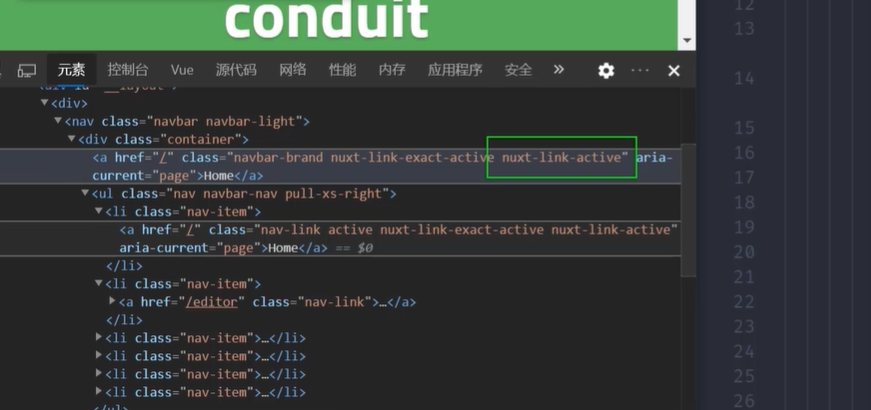 conduit
元素 控制台 Vue 源代码 网络 性能 内存 应用程序 安全 »
▼<div>
▼<nav class="navbar navbar-light">
▼<div class="container">
<a href="/" class="navbar-brand nuxt-link-exact-active nuxt-link-active" aria-
current="page">Home</a>
▼<ul class="nav navbar-nav pull-xs-right">
▼<li class="nav-item">
<a href="/" class="nav-link active nuxt-link-exact-active nuxt-link-active"
aria-current="page">Home</a> == $0
</li>
▼<li class="nav-item">
▶<a href="/editor" class="nav-link">…</a>
</li>
▶<li class="nav-item">…</li>
▶<li class="nav-item">…</li>
▶<li class="nav-item">…</li>
▶<li class="nav-item">…</li>
12
13
14
15
16
17
18
19
20
21
22
23
24
25
26